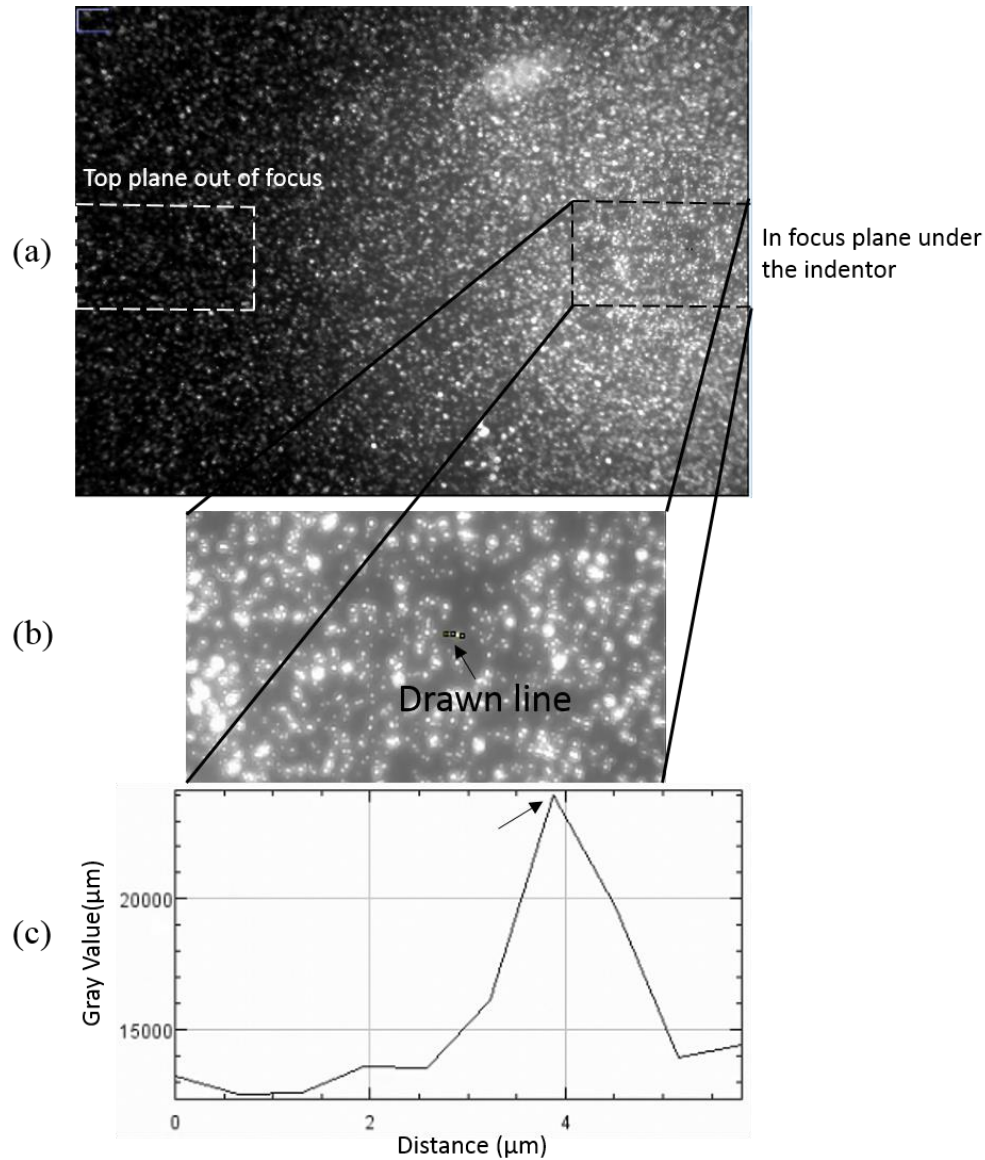 Top plane out of focus
(a)
In focus plane under
the indentor
(b)
Drawn line
(c)
Gray Value(μm)
20000
15000
0
2
4
Distance (μm)